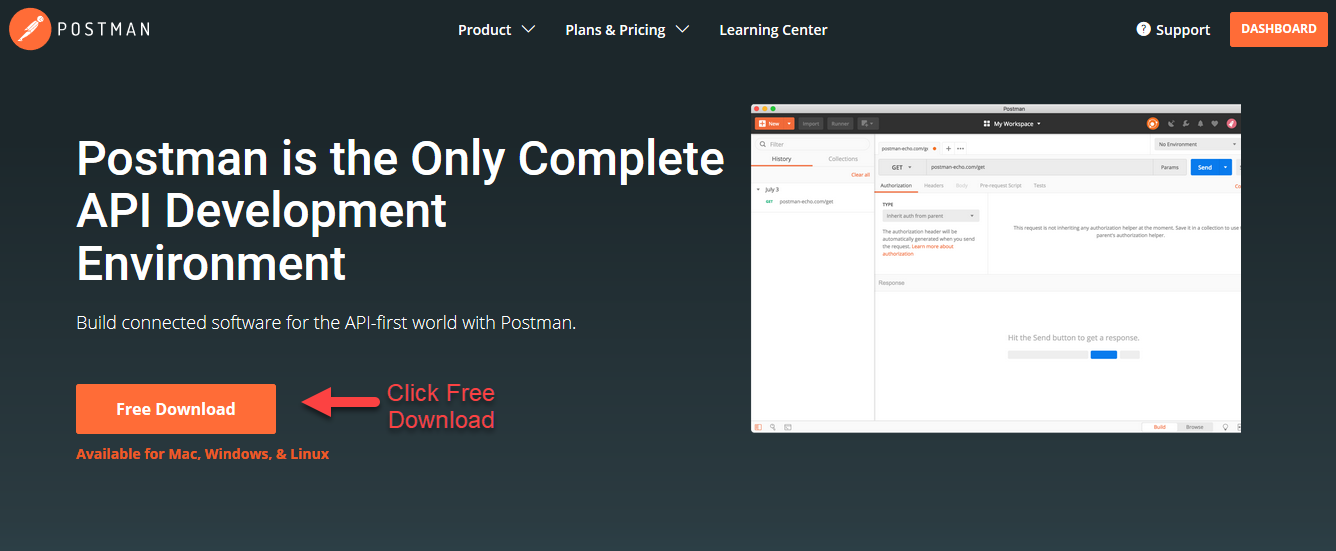 POSTMAN
Product
Plans & Pricing
Learning Center
? Support
DASHBOARD
Postman is the Only Complete
API Development
Environment
Build connected software for the API-first world with Postman.
Free Download
Click Free
Download
Available for Mac, Windows, & Linux
Postman
New
Import
Runner
My Workspace
Filter
History
Collections
Clear all
July 3
GET postman-echo.com/get
postman-echo.com/g
No Environment
GET
postman-echo.com/get
Params
Send
Authorization
Headers
Body
Pre-request Script
Tests
TYPE
Inherit auth from parent
The authorization header will be
automatically generated when you send
the request. Learn more about
authorization
This request is not inheriting any authorization helper at the moment. Save it in a collection to use
parent's authorization helper.
Response
Hit the Send button to get a response.
Build
Browse